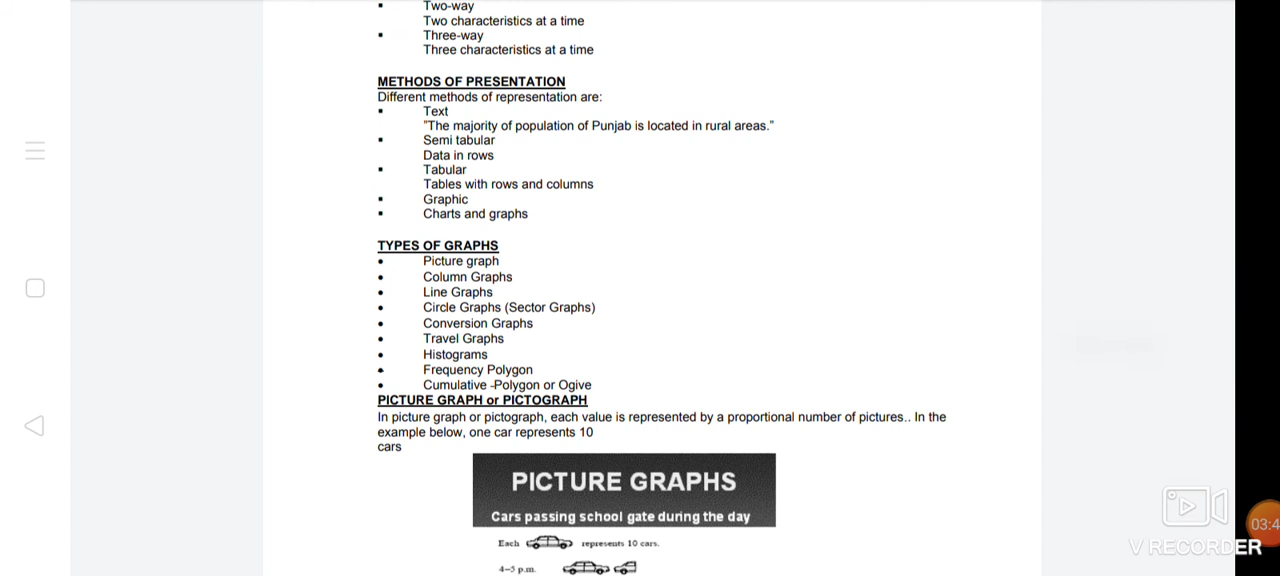 Two-way
Two characteristics at a time
Three-way
Three characteristics at a time
METHODS OF PRESENTATION
Different methods of representation are:
Text
"The majority of population of Punjab is located in rural areas."
Semi tabular
Data in rows
Tabular
Tables with rows and columns
Graphic
Charts and graphs
TYPES OF GRAPHS
Picture graph
Column Graphs
Line Graphs
Circle Graphs (Sector Graphs)
Conversion Graphs
Travel Graphs
Histograms
Frequency Polygon
Cumulative -Polygon or Ogive
PICTURE GRAPH or PICTOGRAPH
In picture graph or pictograph, each value is represented by a proportional number of pictures.. In the
example below, one car represents 10
cars
PICTURE GRAPHS
Cars passing school gate during the day
Each represents 10 cars.
4–5 p.m.
03:4
V RECORDER